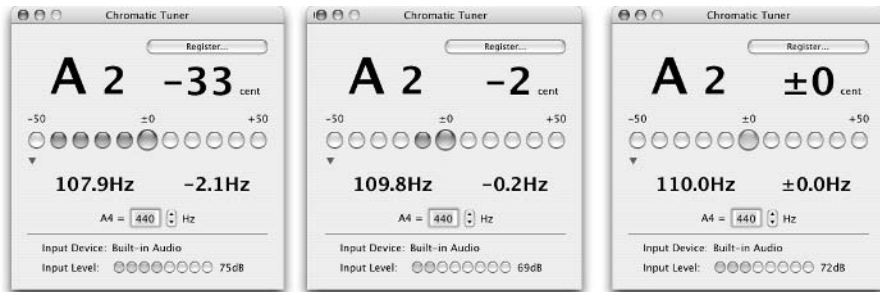 Chromatic Tuner
Register...
A 2 -33 cent
-50 ±0 +50
107.9Hz -2.1Hz
A4 = 440 Hz
Input Device: Built-in Audio
Input Level: 75dB
Chromatic Tuner
Register...
A 2 -2 cent
-50 ±0 +50
109.8Hz -0.2Hz
A4 = 440 Hz
Input Device: Built-in Audio
Input Level: 69dB
Chromatic Tuner
Register...
A 2 ±0 cent
-50 ±0 +50
110.0Hz ±0.0Hz
A4 = 440 Hz
Input Device: Built-in Audio
Input Level: 72dB